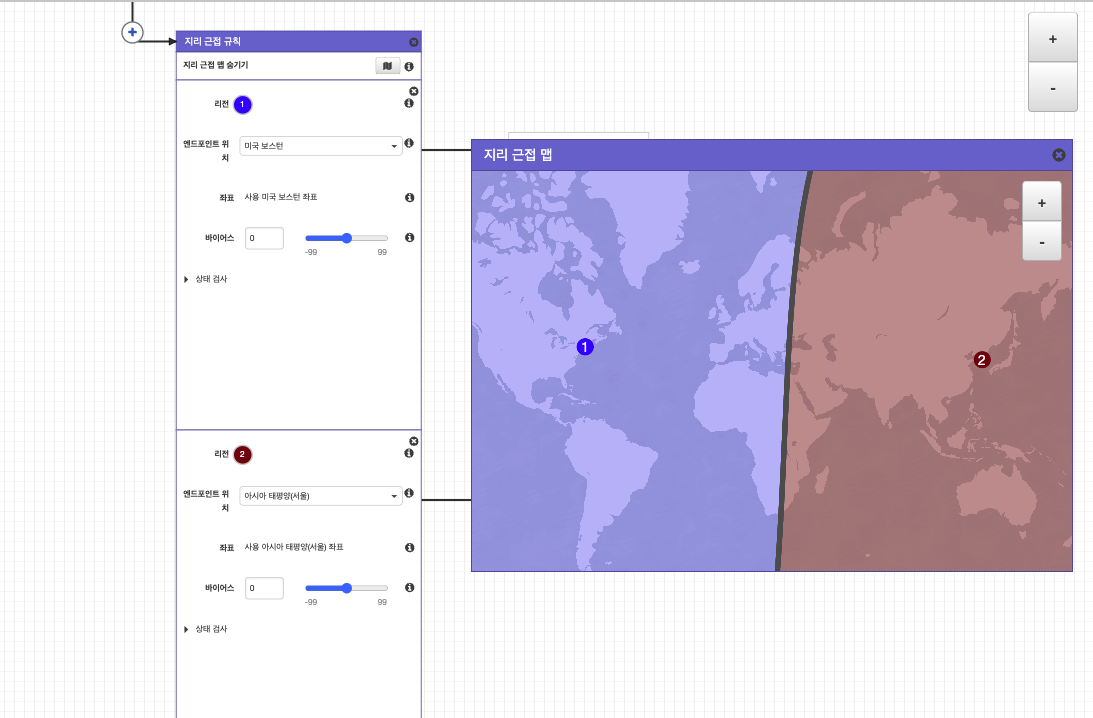 지리 근접 규칙
지리 근접 맵 숨기기
리전 1
엔드포인트 위
치
미국 보스턴
좌표 사용 미국 보스턴 좌표
바이어스 0
-99 99
상태 검사
리전 2
엔드포인트 위
치
아시아 태평양(서울)
좌표 사용 아시아 태평양(서울) 좌표
바이어스 0
-99 99
상태 검사
지리 근접 맵
+
-
1
2
+
-